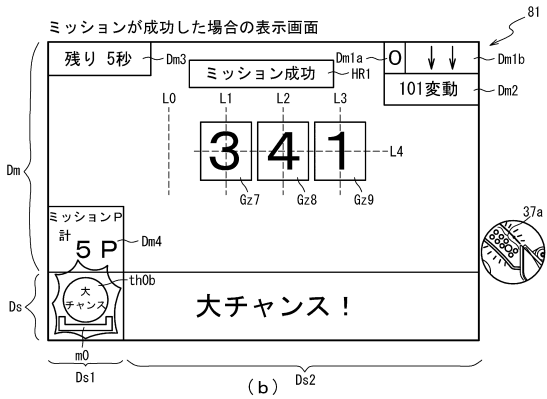 ミッションが成功した場合の表示画面
81
残り 5秒
Dm3
Dm1a
O
↓ ↓
Dm1b
ミッション成功
HR1
101変動
Dm2
L0
L1
L2
L3
3
4
1
L4
Dm
Gz7
Gz8
Gz9
37a
ミッションP
計
5P
Dm4
Ds
大
チャンス
th0b
大チャンス！
m0
Ds1
Ds2
(b)